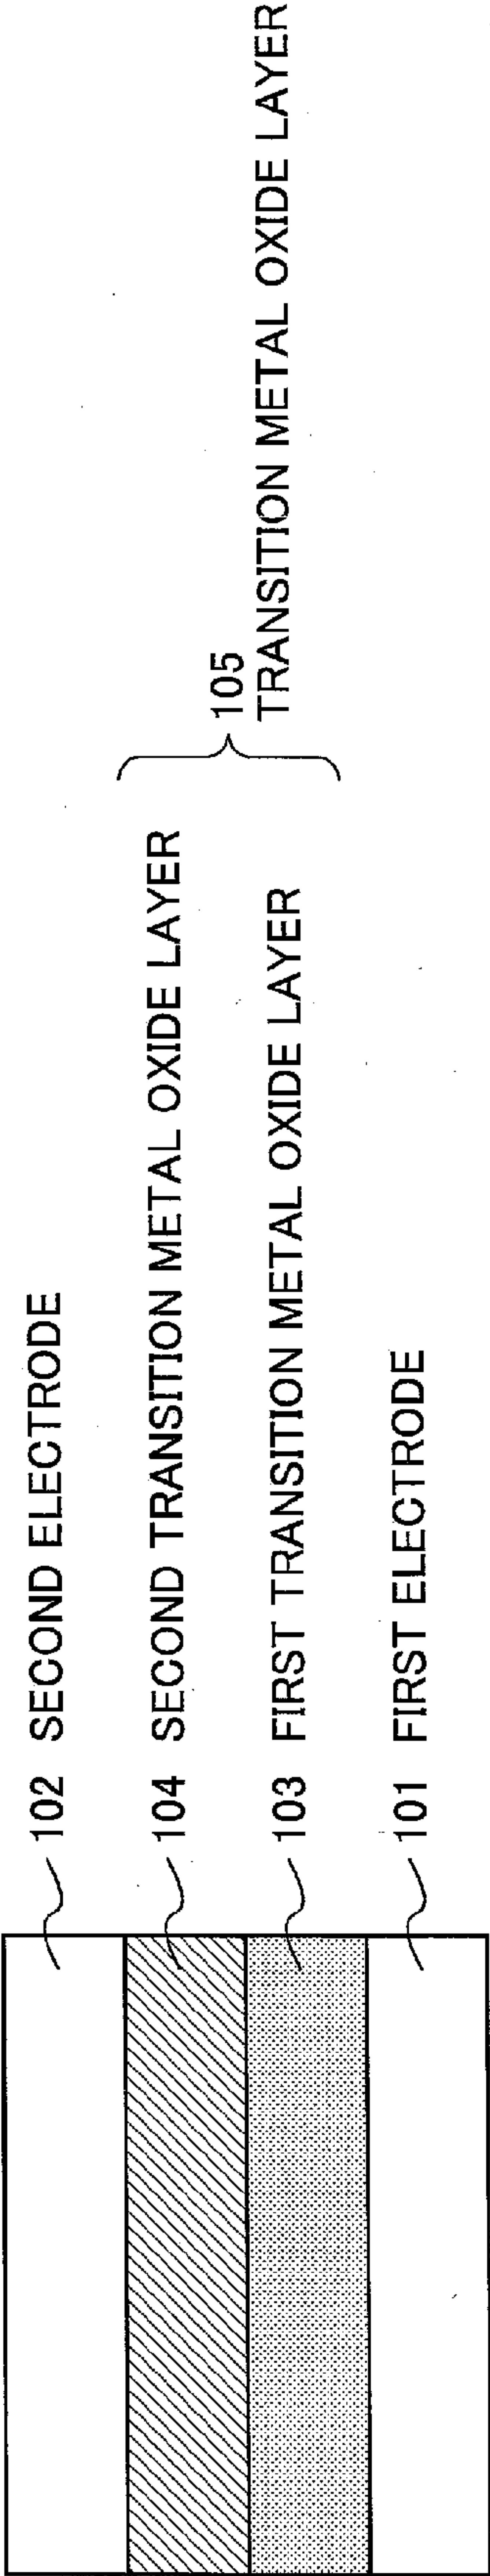 102 SECOND ELECTRODE
104 SECOND TRANSITION METAL OXIDE LAYER
105
TRANSITION METAL OXIDE LAYER
103 FIRST TRANSITION METAL OXIDE LAYER
101 FIRST ELECTRODE